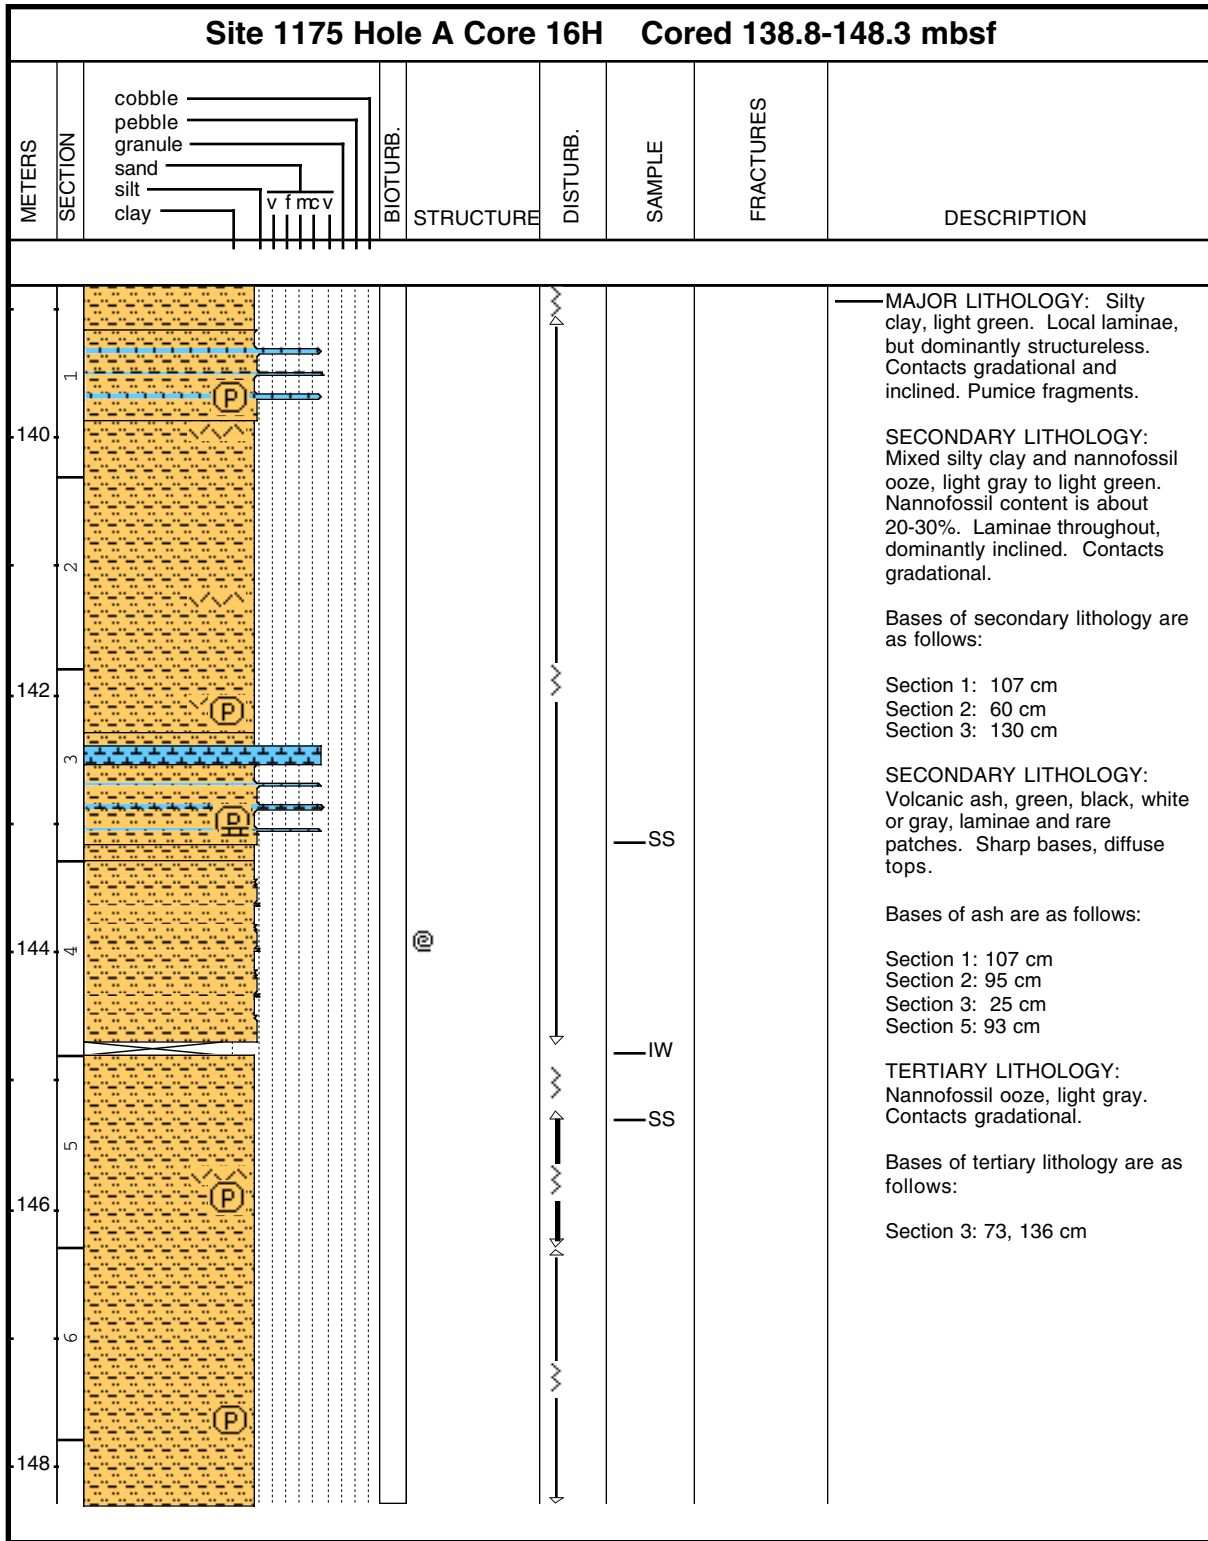 Site 1175 Hole A Core 16H Cored 138.8-148.3 mbsf
METERS
SECTION
cobble
pebble
granule
sand
silt
clay
v f m c v
BIOTURB.
STRUCTURE
DISTURB.
SAMPLE
FRACTURES
DESCRIPTION
1
140
2
142
3
4
144
5
146
6
148
P
P
P
P
P
@
SS
IW
SS
MAJOR LITHOLOGY: Silty
clay, light green. Local laminae,
but dominantly structureless.
Contacts gradational and
inclined. Pumice fragments.
SECONDARY LITHOLOGY:
Mixed silty clay and nannofossil
ooze, light gray to light green.
Nannofossil content is about
20-30%. Laminae throughout,
dominantly inclined. Contacts
gradational.
Bases of secondary lithology are
as follows:
Section 1: 107 cm
Section 2: 60 cm
Section 3: 130 cm
SECONDARY LITHOLOGY:
Volcanic ash, green, black, white
or gray, laminae and rare
patches. Sharp bases, diffuse
tops.
Bases of ash are as follows:
Section 1: 107 cm
Section 2: 95 cm
Section 3: 25 cm
Section 5: 93 cm
TERTIARY LITHOLOGY:
Nannofossil ooze, light gray.
Contacts gradational.
Bases of tertiary lithology are as
follows:
Section 3: 73, 136 cm